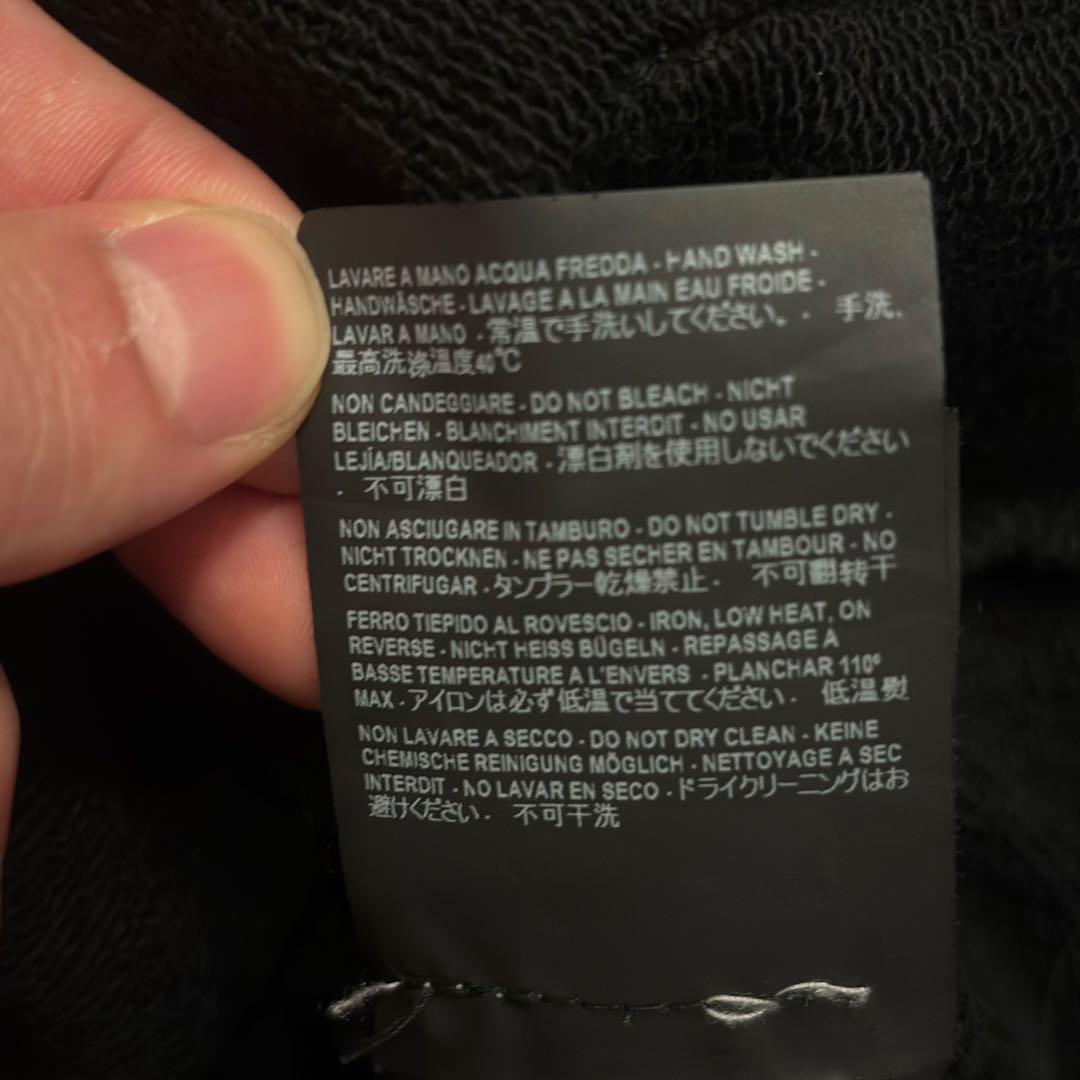 LAVARE A MANO ACQUA FREDDA - HAND WASH -
HANDWÄSCHE - LAVAGE A LA MAIN EAU FROIDE -
LAVAR A MANO - 常温で手洗いしてください。- 手洗,
最高洗涤温度40℃
NON CANDEGGIARE - DO NOT BLEACH - NICHT
BLEICHEN - BLANCHIMENT INTERDIT - NO USAR
LEJÍA/BLANQUEADOR - 漂白剤を使用しないでください
- 不可漂白
NON ASCIUGARE IN TAMBURO - DO NOT TUMBLE DRY -
NICHT TROCKNEN - NE PAS SECHER EN TAMBOUR - NO
CENTRIFUGAR - タンブラー乾燥禁止 - 不可翻转干
FERRO TIEPIDO AL ROVESCIO - IRON, LOW HEAT, ON
REVERSE - NICHT HEISS BÜGELN - REPASSAGE A
BASSE TEMPERATURE A L'ENVERS - PLANCHAR 110º
MAX - アイロンは必ず低温で当ててください - 低温熨
NON LAVARE A SECCO - DO NOT DRY CLEAN - KEINE
CHEMISCHE REINIGUNG MÖGLICH - NETTOYAGE A SEC
INTERDIT - NO LAVAR EN SECO - ドライクリーニングはお
避けください - 不可干洗